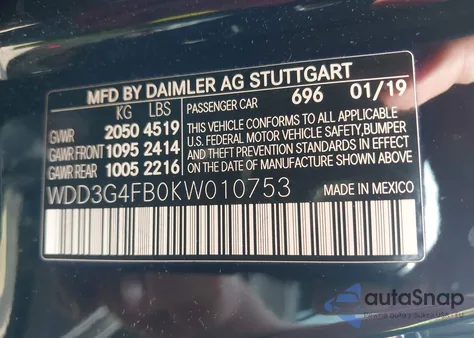 MFD BY DAIMLER AG STUTTGART
KG LBS PASSENGER CAR 696 01/19
GVWR 2050 4519
GAWR FRONT 1095 2414
GAWR REAR 1005 2216
THIS VEHICLE CONFORMS TO ALL APPLICABLE
U.S. FEDERAL MOTOR VEHICLE SAFETY,BUMPER
AND THEFT PREVENTION STANDARDS IN EFFECT
ON THE DATE OF MANUFACTURE SHOWN ABOVE.
WDD3G4FB0KW010753 MADE IN MEXICO
autaSnap